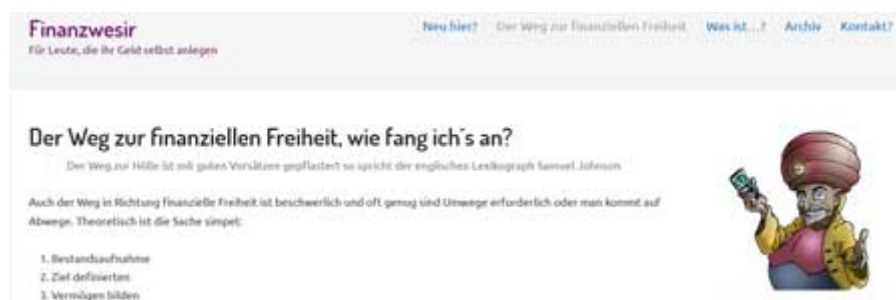 Finanzwesir
Für Leute, die ihr Geld selbst anlegen
Neu hier? Der Weg zur finanziellen Freiheit Was ist...? Archiv Kontakt?
Der Weg zur finanziellen Freiheit, wie fang ich´s an?
Der Weg zur Hölle ist mit guten Vorsätzen gepflastert so spricht der englische Lexikograph Samuel Johnson
Auch der Weg in Richtung finanzielle Freiheit ist beschwerlich und oft genug sind Umwege erforderlich oder man kommt auf
Abwege. Theoretisch ist die Sache simpel:
1. Bestandsaufnahme
2. Ziel definierten
3. Vermögen bilden